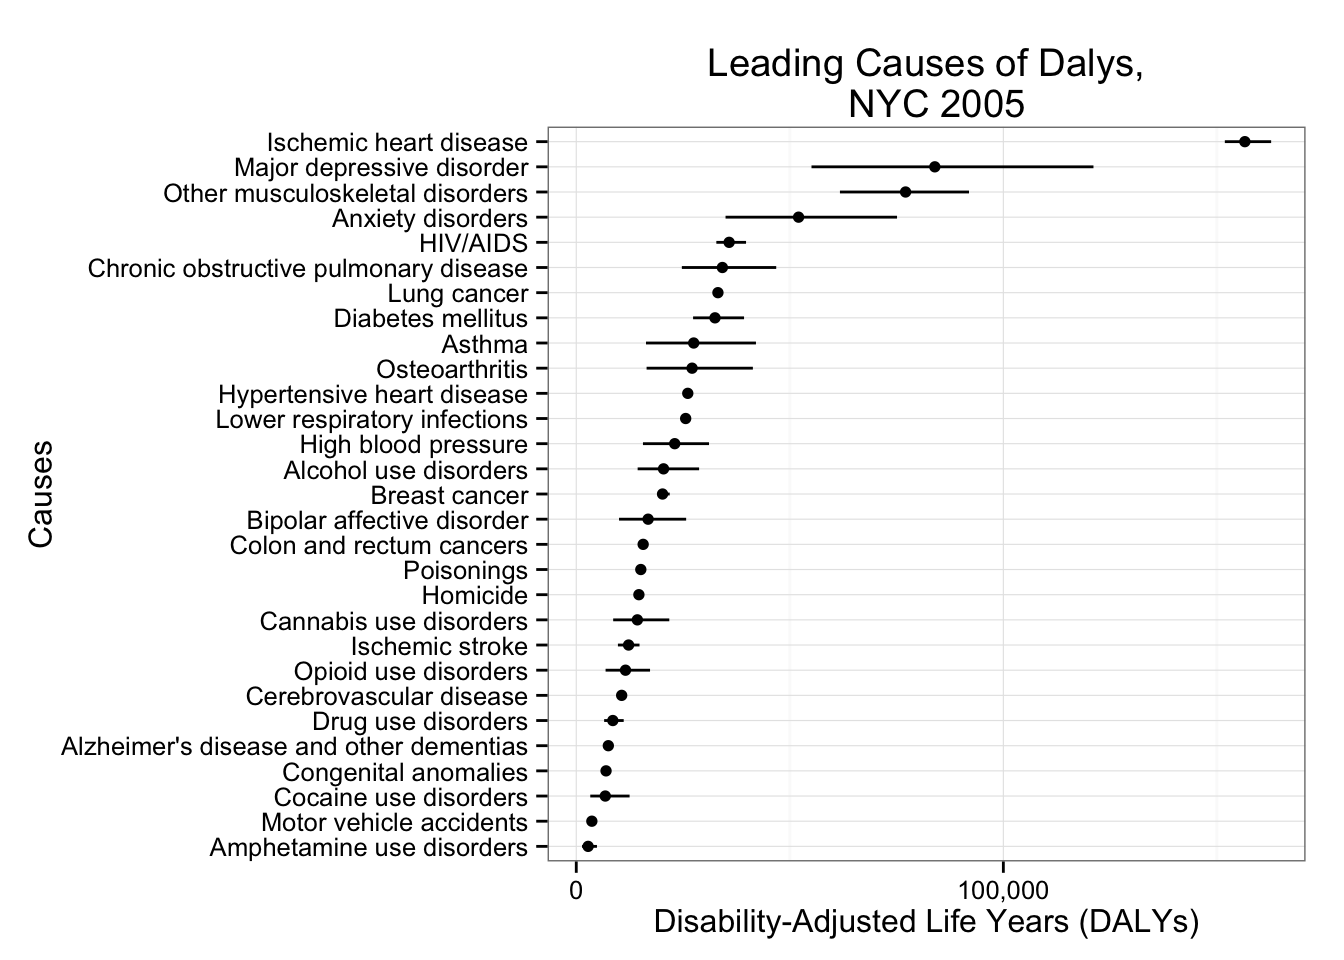 Leading Causes of Dalys,
NYC 2005
Causes
Ischemic heart disease
Major depressive disorder
Other musculoskeletal disorders
Anxiety disorders
HIV/AIDS
Chronic obstructive pulmonary disease
Lung cancer
Diabetes mellitus
Asthma
Osteoarthritis
Hypertensive heart disease
Lower respiratory infections
High blood pressure
Alcohol use disorders
Breast cancer
Bipolar affective disorder
Colon and rectum cancers
Poisonings
Homicide
Cannabis use disorders
Ischemic stroke
Opioid use disorders
Cerebrovascular disease
Drug use disorders
Alzheimer's disease and other dementias
Congenital anomalies
Cocaine use disorders
Motor vehicle accidents
Amphetamine use disorders
0 100,000
Disability-Adjusted Life Years (DALYs)